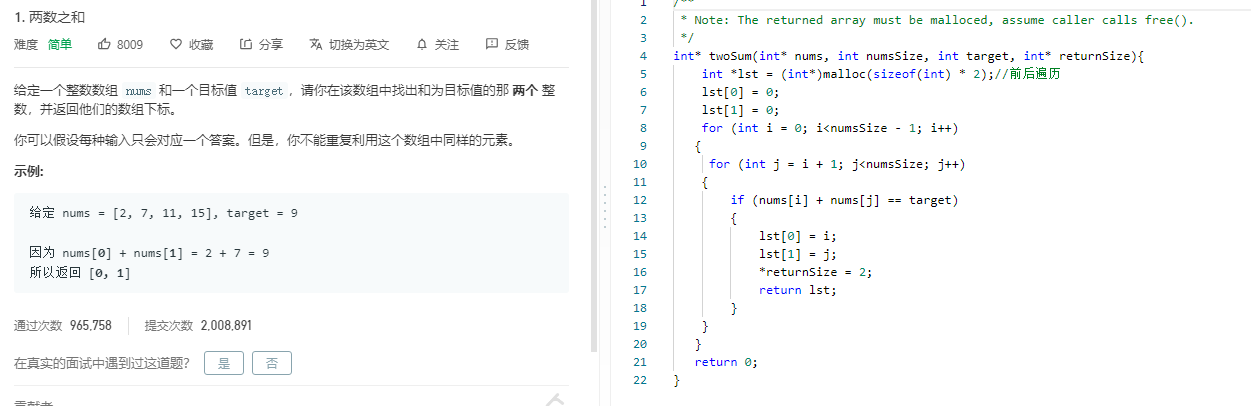 1. 两数之和
难度 简单 8009 收藏 分享 切换为英文 关注 反馈
给定一个整数数组 nums 和一个目标值 target，请你在该数组中找出和为目标值的那 两个 整
数，并返回他们的数组下标。
你可以假设每种输入只会对应一个答案。但是，你不能重复利用这个数组中同样的元素。
示例:
给定 nums = [2, 7, 11, 15], target = 9
因为 nums[0] + nums[1] = 2 + 7 = 9
所以返回 [0, 1]
通过次数 965,758 提交次数 2,008,891
在真实的面试中遇到过这道题？ 是 否
贡献者
1 /**
2 * Note: The returned array must be malloced, assume caller calls free().
3 */
4 int* twoSum(int* nums, int numsSize, int target, int* returnSize){
5 int *lst = (int*)malloc(sizeof(int) * 2);//前后遍历
6 lst[0] = 0;
7 lst[1] = 0;
8 for (int i = 0; i<numsSize - 1; i++)
9 {
10 for (int j = i + 1; j<numsSize; j++)
11 {
12 if (nums[i] + nums[j] == target)
13 {
14 lst[0] = i;
15 lst[1] = j;
16 *returnSize = 2;
17 return lst;
18 }
19 }
20 }
21 return 0;
22 }